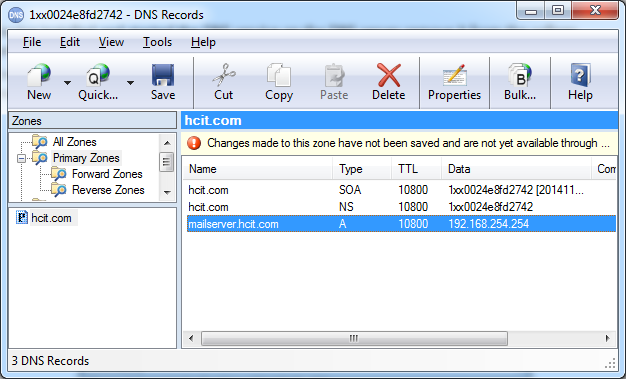 DNS 1xx0024e8fd2742 - DNS Records
File Edit View Tools Help
New Quick... Save Cut Copy Paste Delete Properties Bulk... Help
Zones
All Zones
Primary Zones
Forward Zones
Reverse Zones
hcit.com
hcit.com
Changes made to this zone have not been saved and are not yet available through ...
Name Type TTL Data Com
hcit.com SOA 10800 1xx0024e8fd2742 [201411...
hcit.com NS 10800 1xx0024e8fd2742
mailserver.hcit.com A 10800 192.168.254.254
3 DNS Records